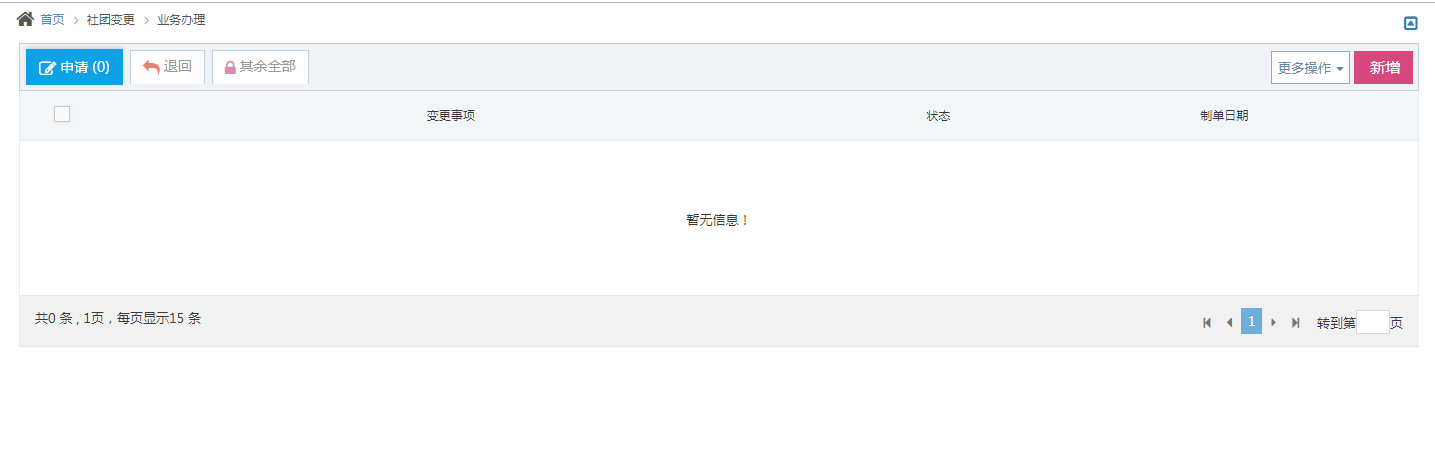 首页 > 社团变更 > 业务办理
申请 (0) 退回 其余全部 更多操作 新增
变更事项 状态 制单日期
暂无信息！
共0 条 , 1页，每页显示15 条 1 转到第 页